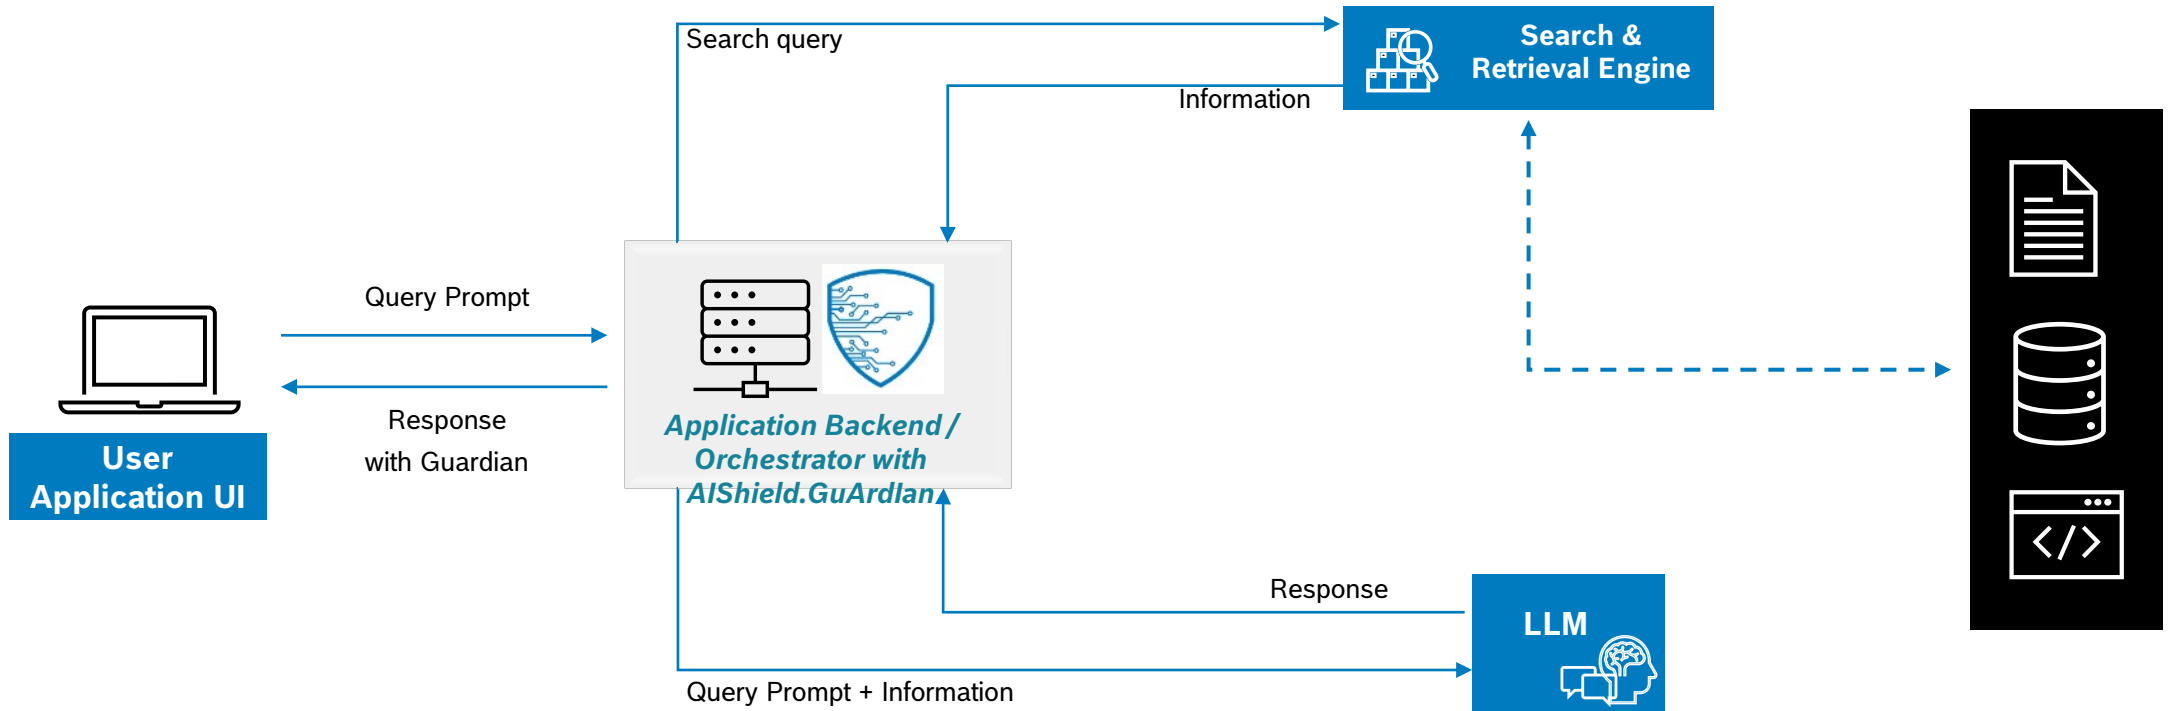 Search query
Search &
Retrieval Engine
Information
Query Prompt
Response
with Guardian
User
Application UI
Application Backend /
Orchestrator with
AIShield.GuArdIan
Response
LLM
Query Prompt + Information